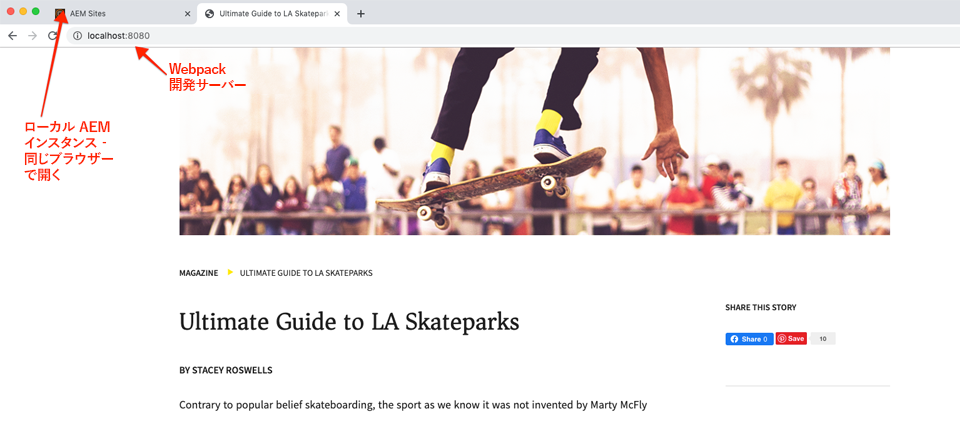 AEM Sites
Ultimate Guide to LA Skatepark
localhost:8080
Webpack
開発サーバー
ローカル AEM
インスタンス -
同じブラウザー
で開く
MAGAZINE ULTIMATE GUIDE TO LA SKATEPARKS
SHARE THIS STORY
Ultimate Guide to LA Skateparks
Share 0 Save 10
BY STACEY ROSWELLS
Contrary to popular belief skateboarding, the sport as we know it was not invented by Marty McFly